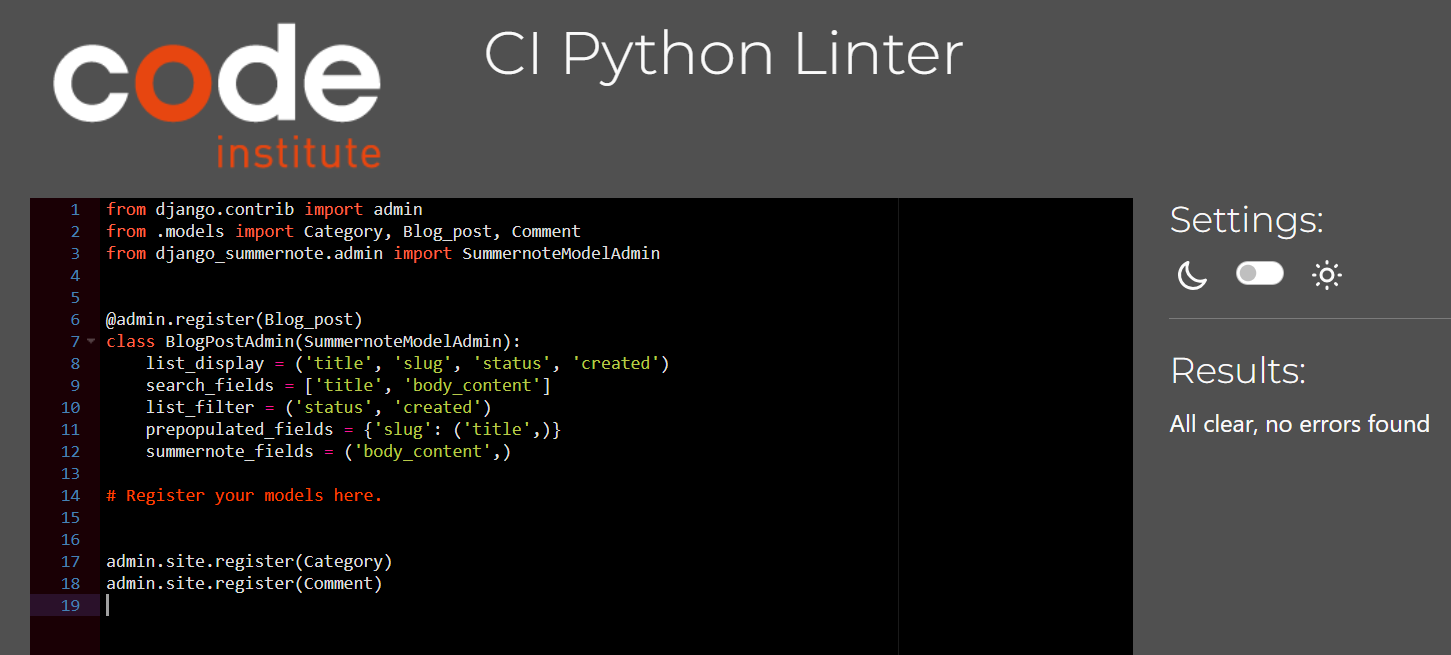 code
institute
CI Python Linter
1 from django.contrib import admin
2 from .models import Category, Blog_post, Comment
3 from django_summernote.admin import SummernoteModelAdmin
4
5
6 @admin.register(Blog_post)
7 class BlogPostAdmin(SummernoteModelAdmin):
8     list_display = ('title', 'slug', 'status', 'created')
9     search_fields = ['title', 'body_content']
10     list_filter = ('status', 'created')
11     prepopulated_fields = {'slug': ('title',)}
12     summernote_fields = ('body_content',)
13
14 # Register your models here.
15
16
17 admin.site.register(Category)
18 admin.site.register(Comment)
19
Settings:
Results:
All clear, no errors found